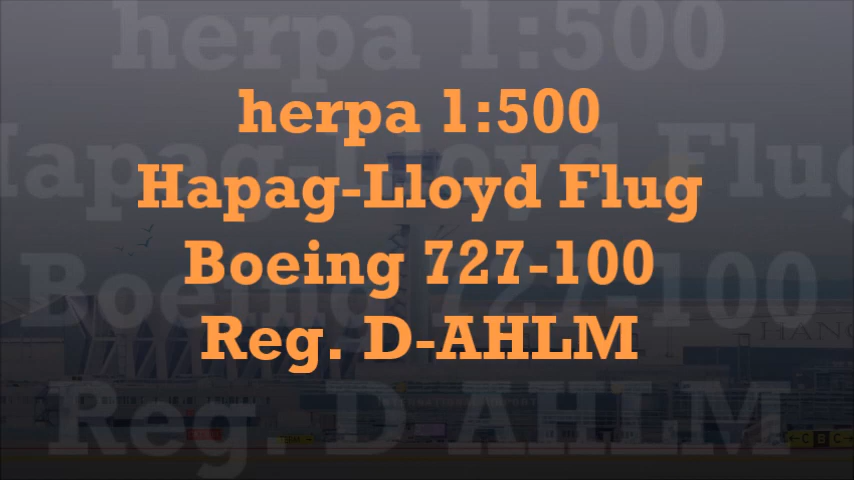 herpa 1:500
Hapag-Lloyd Flug
Boeing 727-100
Reg. D-AHLM